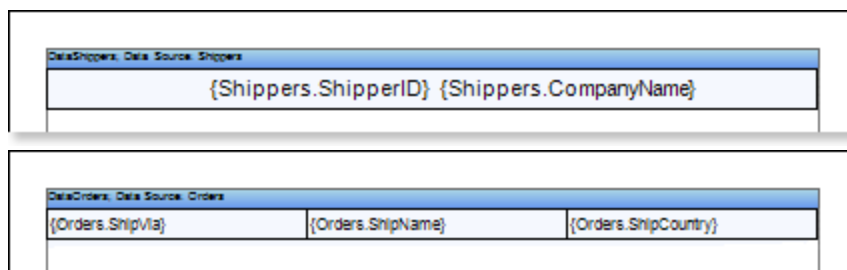 DataShippers; Data Source: Shippers
{Shippers.ShipperID} {Shippers.CompanyName}
DataOrders; Data Source: Orders
{Orders.ShipVia} {Orders.ShipName} {Orders.ShipCountry}